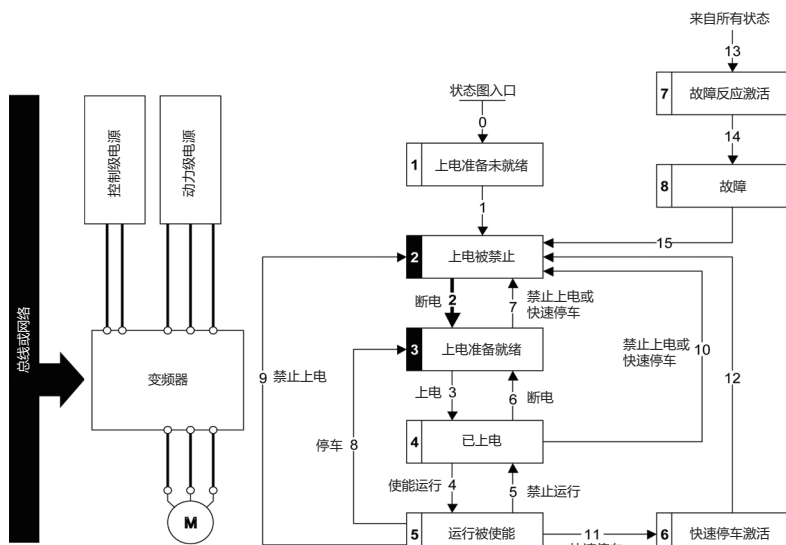 来自所有状态
13
7 故障反应激活
14
8 故障
15
状态图入口
0
1 上电准备未就绪
1
2 上电被禁止
断电 2
7 禁止上电或
快速停车
3 上电准备就绪
上电 3
6 断电
4 已上电
使能运行 4
5 禁止运行
5 运行被使能
11
快速停车
6 快速停车激活
9 禁止上电
停车 8
禁止上电或
快速停车
10
12
总线或网络
控制级电源
动力级电源
变频器
M